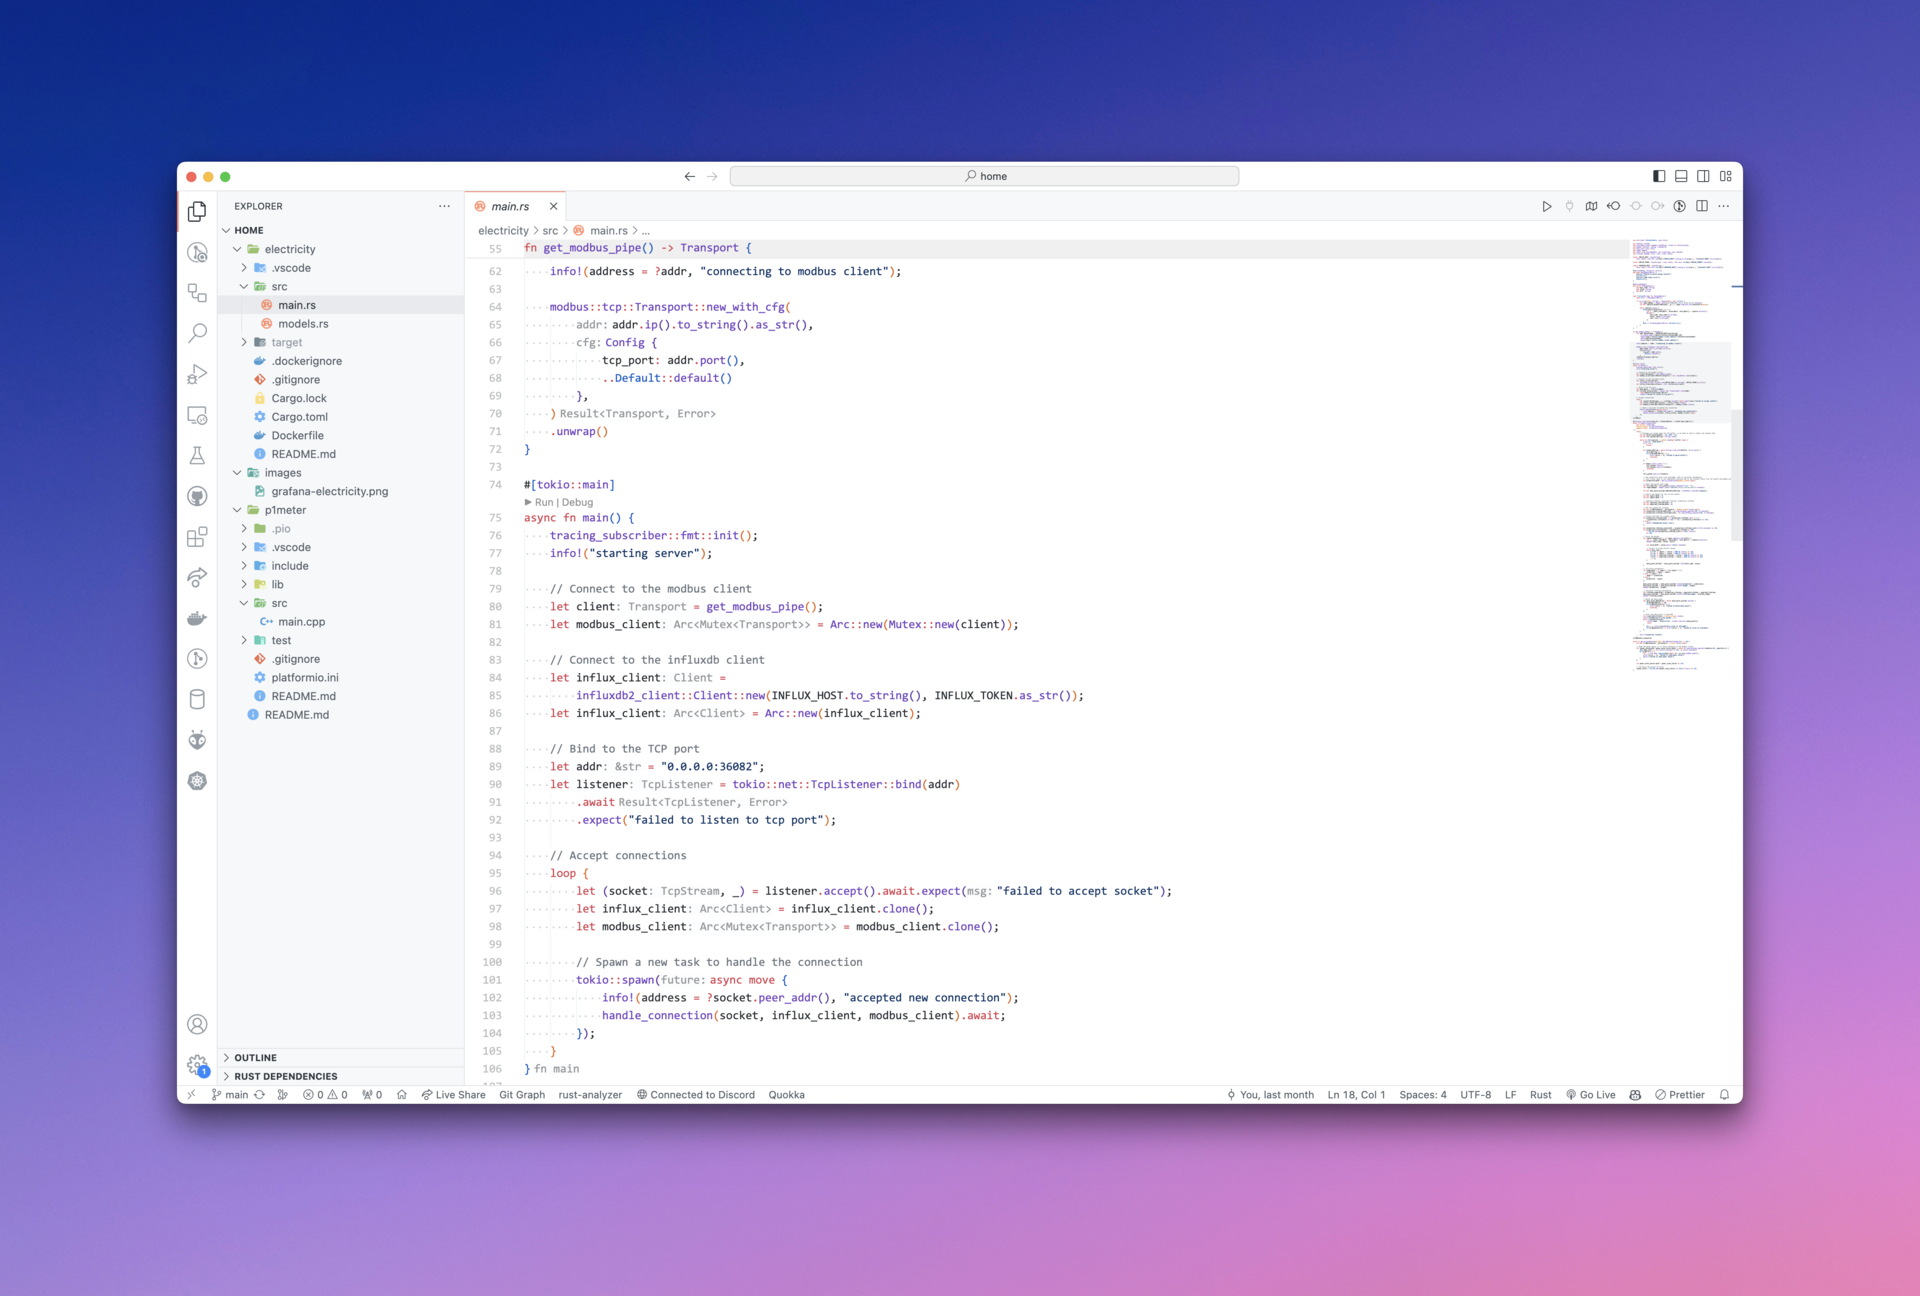 home
EXPLORER
HOME
electricity
.vscode
src
main.rs
models.rs
target
.dockerignore
.gitignore
Cargo.lock
Cargo.toml
Dockerfile
README.md
images
grafana-electricity.png
p1meter
.pio
.vscode
include
lib
src
main.cpp
test
.gitignore
platformio.ini
README.md
README.md
OUTLINE
RUST DEPENDENCIES
main.rs
electricity > src > main.rs > ...
55 fn get_modbus_pipe() -> Transport {
62 ····info!(address = ?addr, "connecting to modbus client");
63
64 ····modbus::tcp::Transport::new_with_cfg(
65 ········addr: addr.ip().to_string().as_str(),
66 ········cfg: Config {
67 ············tcp_port: addr.port(),
68 ············..Default::default()
69 ········},
70 ····) Result<Transport, Error>
71 ····.unwrap()
72 }
73
74 #[tokio::main]
Run | Debug
75 async fn main() {
76 ····tracing_subscriber::fmt::init();
77 ····info!("starting server");
78
79 ····// Connect to the modbus client
80 ····let client: Transport = get_modbus_pipe();
81 ····let modbus_client: Arc<Mutex<Transport>> = Arc::new(Mutex::new(client));
82
83 ····// Connect to the influxdb client
84 ····let influx_client: Client =
85 ········influxdb2_client::Client::new(INFLUX_HOST.to_string(), INFLUX_TOKEN.as_str());
86 ····let influx_client: Arc<Client> = Arc::new(influx_client);
87
88 ····// Bind to the TCP port
89 ····let addr: &str = "0.0.0.0:36082";
90 ····let listener: TcpListener = tokio::net::TcpListener::bind(addr)
91 ········.await Result<TcpListener, Error>
92 ········.expect("failed to listen to tcp port");
93
94 ····// Accept connections
95 ····loop {
96 ········let (socket: TcpStream, _) = listener.accept().await.expect(msg: "failed to accept socket");
97 ········let influx_client: Arc<Client> = influx_client.clone();
98 ········let modbus_client: Arc<Mutex<Transport>> = modbus_client.clone();
99
100 ········// Spawn a new task to handle the connection
101 ········tokio::spawn(future: async move {
102 ············info!(address = ?socket.peer_addr(), "accepted new connection");
103 ············handle_connection(socket, influx_client, modbus_client).await;
104 ········});
105 ····}
106 } fn main
1
main 0 0 0 Live Share Git Graph rust-analyzer Connected to Discord Quokka You, last month Ln 18, Col 1 Spaces: 4 UTF-8 LF Rust Go Live Prettier